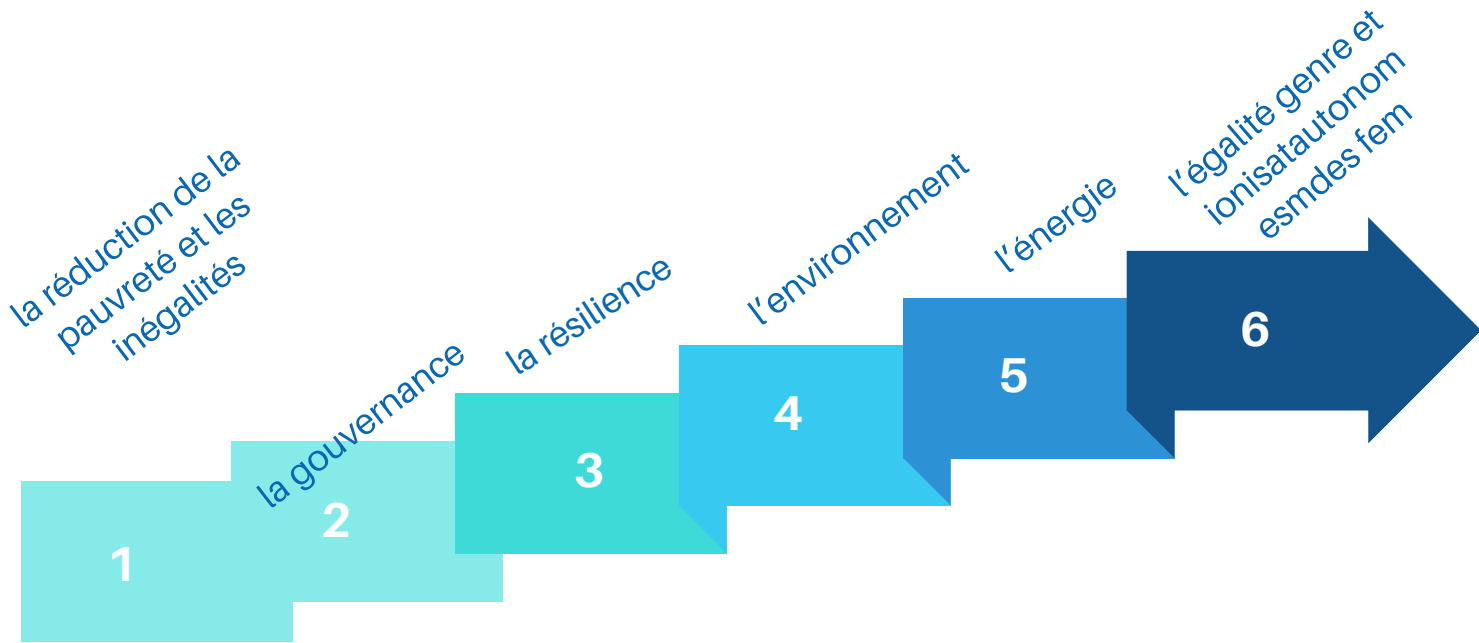 la réduction de la
pauvreté et les
inégalités
1
la gouvernance
2
la résilience
3
l'environnement
4
l'énergie
5
l'égalité genre et
ionisatautonom
esmdes fem
6